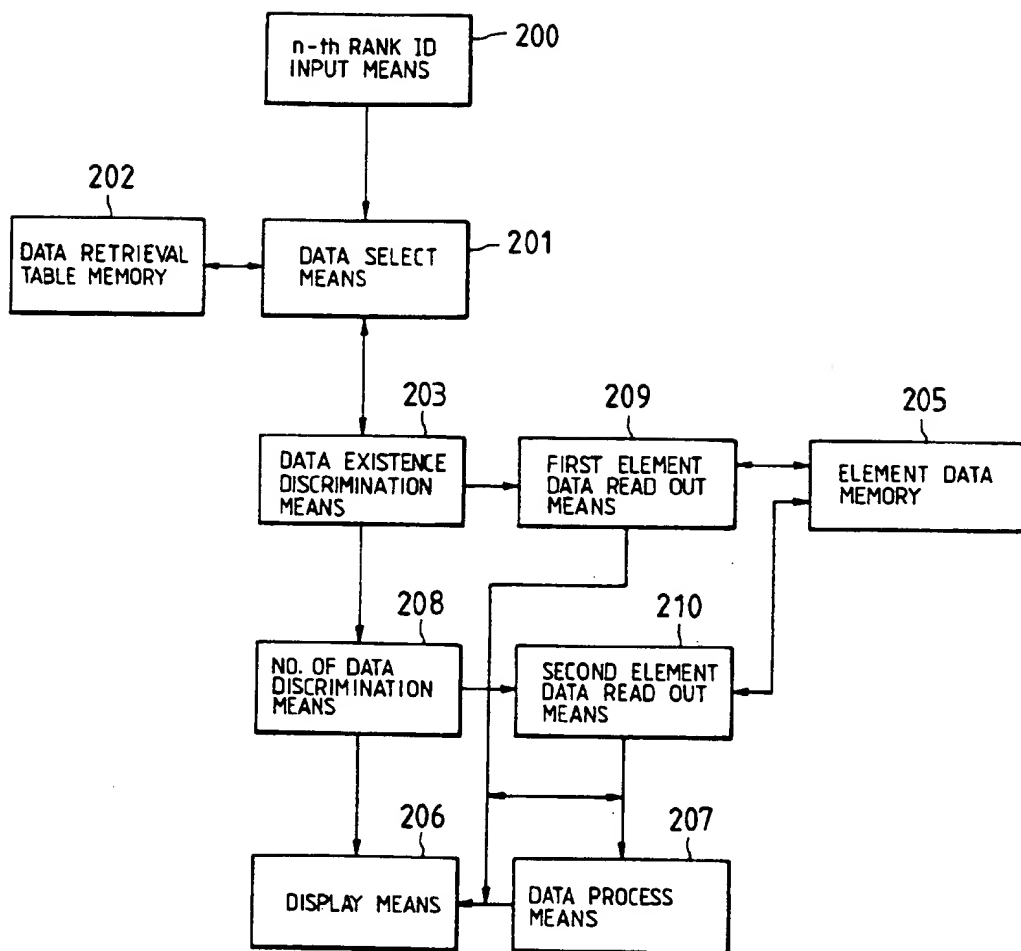 200
n-th RANK ID
INPUT MEANS
202
DATA RETRIEVAL
TABLE MEMORY
201
DATA SELECT
MEANS
203
DATA EXISTENCE
DISCRIMINATION
MEANS
209
FIRST ELEMENT
DATA READ OUT
MEANS
205
ELEMENT DATA
MEMORY
208
NO. OF DATA
DISCRIMINATION
MEANS
210
SECOND ELEMENT
DATA READ OUT
MEANS
206
DISPLAY MEANS
207
DATA PROCESS
MEANS